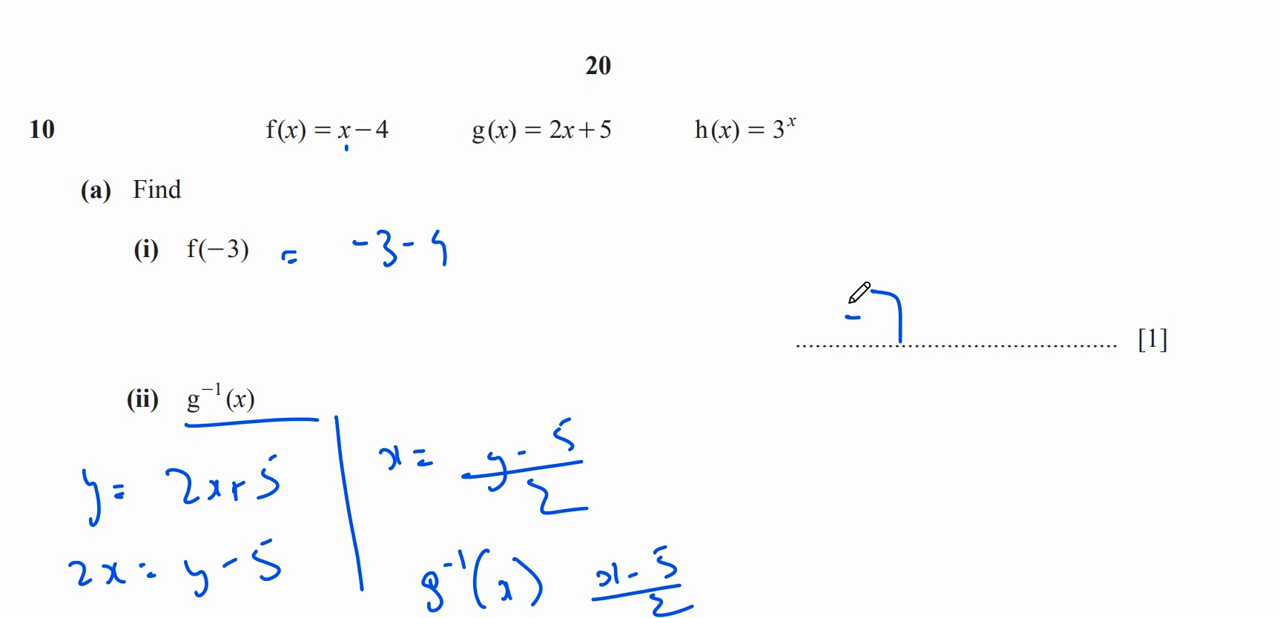 20
10 f(x) = x − 4 g(x) = 2x + 5 h(x) = 3^x
(a) Find
(i) f(−3) = -3-4
-7
[1]
(ii) g⁻¹(x)
y = 2x+5
2x = y-5
x = y-5/2
g⁻¹(x) x-5/2